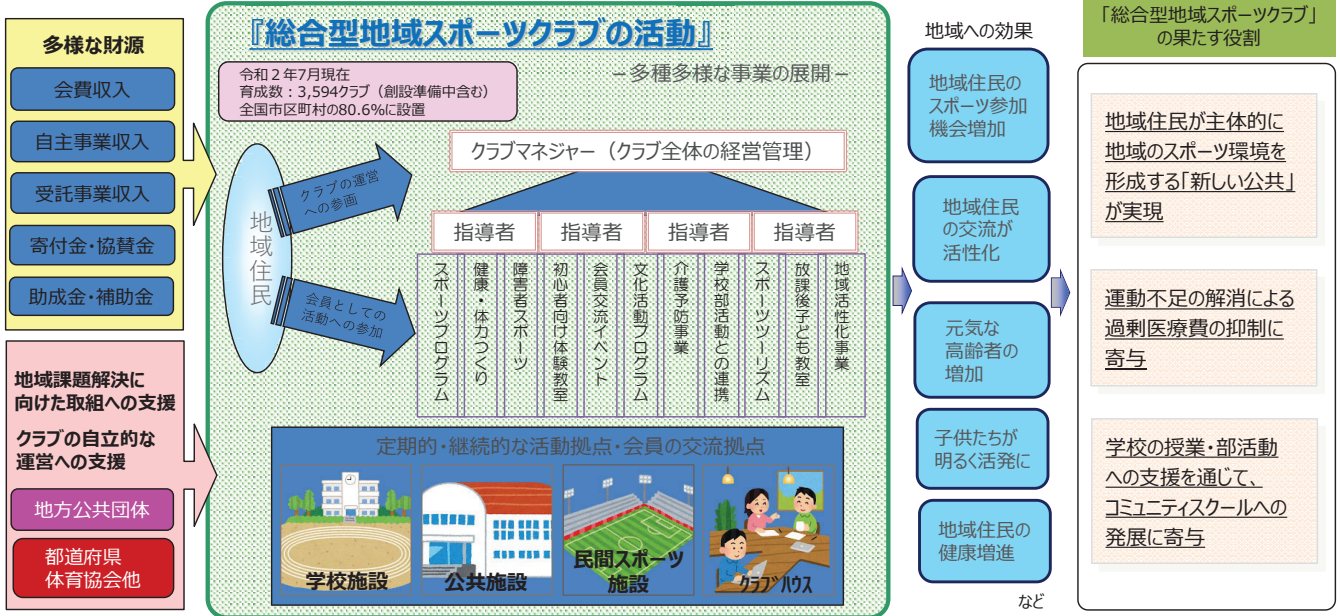 多様な財源
会費収入
自主事業収入
受託事業収入
寄付金・協賛金
助成金・補助金
地域課題解決に
向けた取組への支援
クラブの自立的な
運営への支援
地方公共団体
都道府県
体育協会他
『総合型地域スポーツクラブの活動』
－多種多様な事業の展開－
令和２年7月現在
育成数：3,594クラブ（創設準備中含む）
全国市区町村の80.6%に設置
地域住民
クラブの運営
への参画
会員としての
活動への参加
クラブマネジャー（クラブ全体の経営管理）
指導者
指導者
指導者
指導者
スポーツプログラム
健康・体力つくり
障害者スポーツ
初心者向け体験教室
会員交流イベント
文化活動プログラム
介護予防事業
学校部活動との連携
スポーツツーリズム
放課後子ども教室
地域活性化事業
定期的・継続的な活動拠点・会員の交流拠点
学校施設
公共施設
民間スポーツ
施設
クラブハウス
地域への効果
地域住民の
スポーツ参加
機会増加
地域住民
の交流が
活性化
元気な
高齢者の
増加
子供たちが
明るく活発に
地域住民の
健康増進
など
「総合型地域スポーツクラブ」
の果たす役割
地域住民が主体的に
地域のスポーツ環境を
形成する「新しい公共」
が実現
運動不足の解消による
過剰医療費の抑制に
寄与
学校の授業・部活動
への支援を通じて、
コミュニティスクールへの
発展に寄与